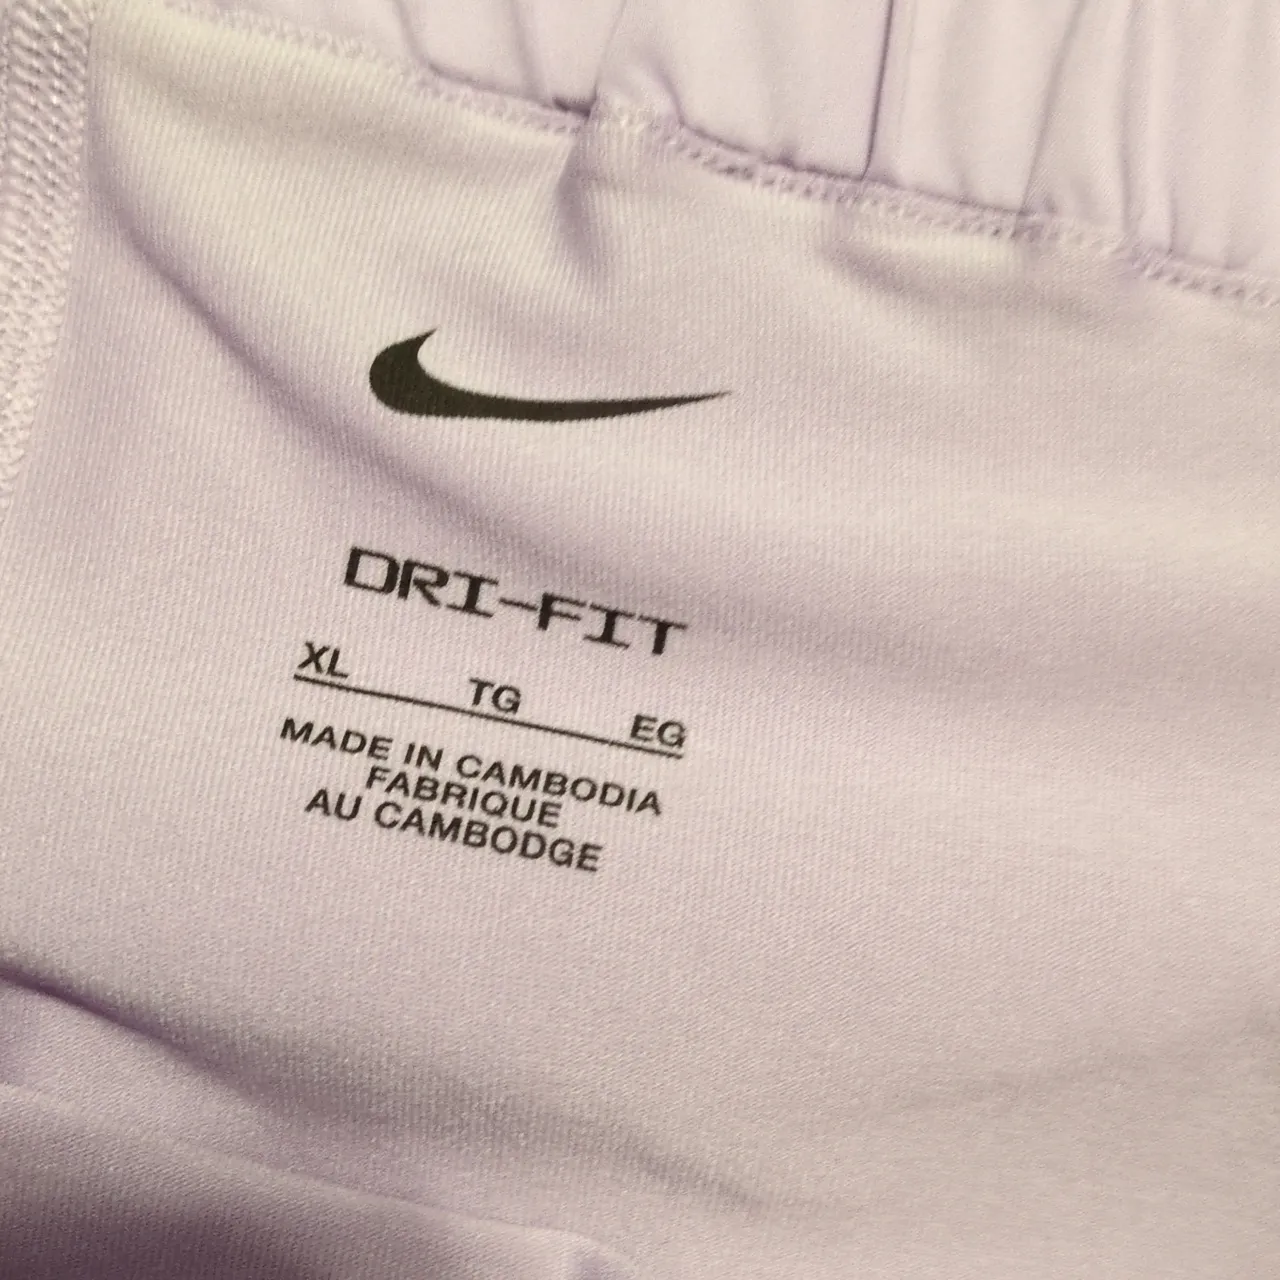 DRI-FIT
XL TG EG
MADE IN CAMBODIA
FABRIQUE
AU CAMBODGE